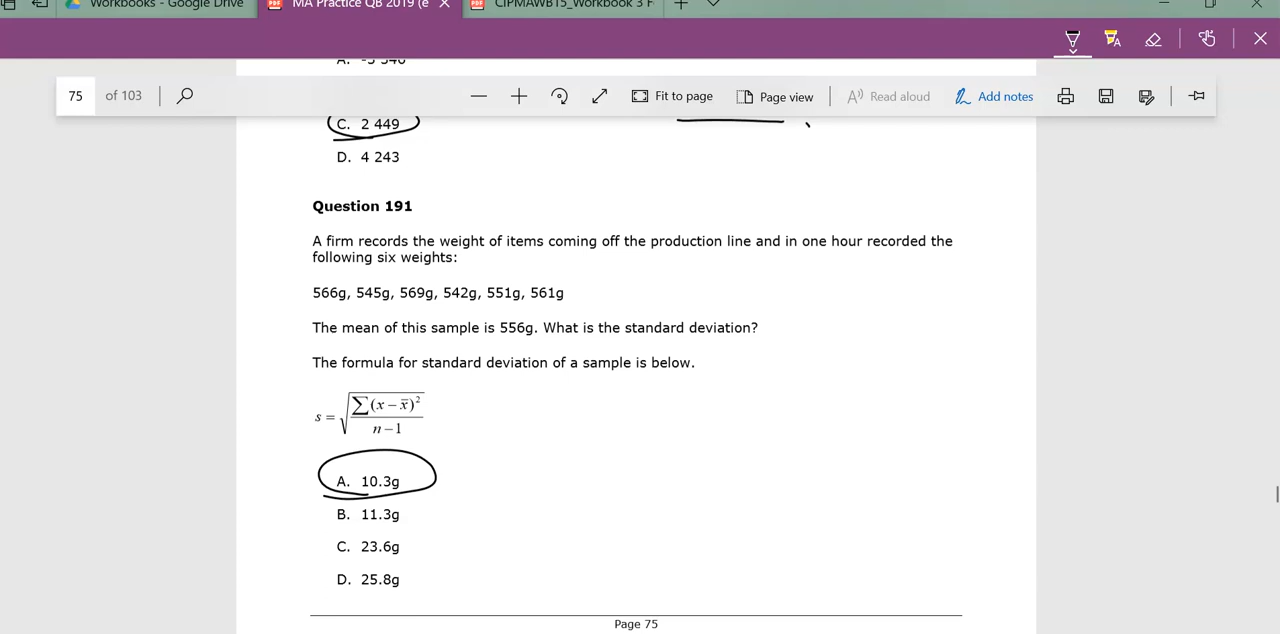 Workbooks - Google Drive
MA Practice QB 2019 (e
CIPMAWB15_Workbook 3 F
75 of 103
Fit to page
Page view
Read aloud
Add notes
C. 2 449
D. 4 243
Question 191
A firm records the weight of items coming off the production line and in one hour recorded the
following six weights:
566g, 545g, 569g, 542g, 551g, 561g
The mean of this sample is 556g. What is the standard deviation?
The formula for standard deviation of a sample is below.
s = √(∑(x – x̄)² / n – 1)
A. 10.3g
B. 11.3g
C. 23.6g
D. 25.8g
Page 75